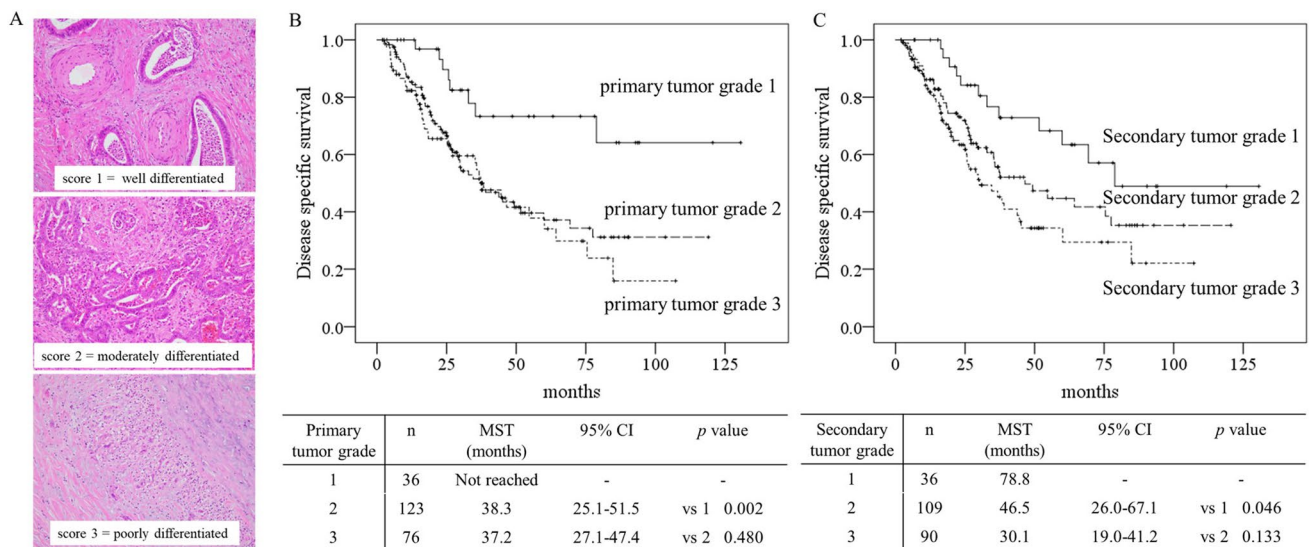 A
score 1 = well differentiated
score 2 = moderately differentiated
score 3 = poorly differentiated
B
Disease specific survival
1.0
0.8
0.6
0.4
0.2
0.0
primary tumor grade 1
primary tumor grade 2
primary tumor grade 3
0 25 50 75 100 125
months
Primary tumor grade n MST (months) 95% CI p value
1 36 Not reached - -
2 123 38.3 25.1-51.5 vs 1 0.002
3 76 37.2 27.1-47.4 vs 2 0.480
C
Disease specific survival
1.0
0.8
0.6
0.4
0.2
0.0
Secondary tumor grade 1
Secondary tumor grade 2
Secondary tumor grade 3
0 25 50 75 100 125
months
Secondary tumor grade n MST (months) 95% CI p value
1 36 78.8 - -
2 109 46.5 26.0-67.1 vs 1 0.046
3 90 30.1 19.0-41.2 vs 2 0.133